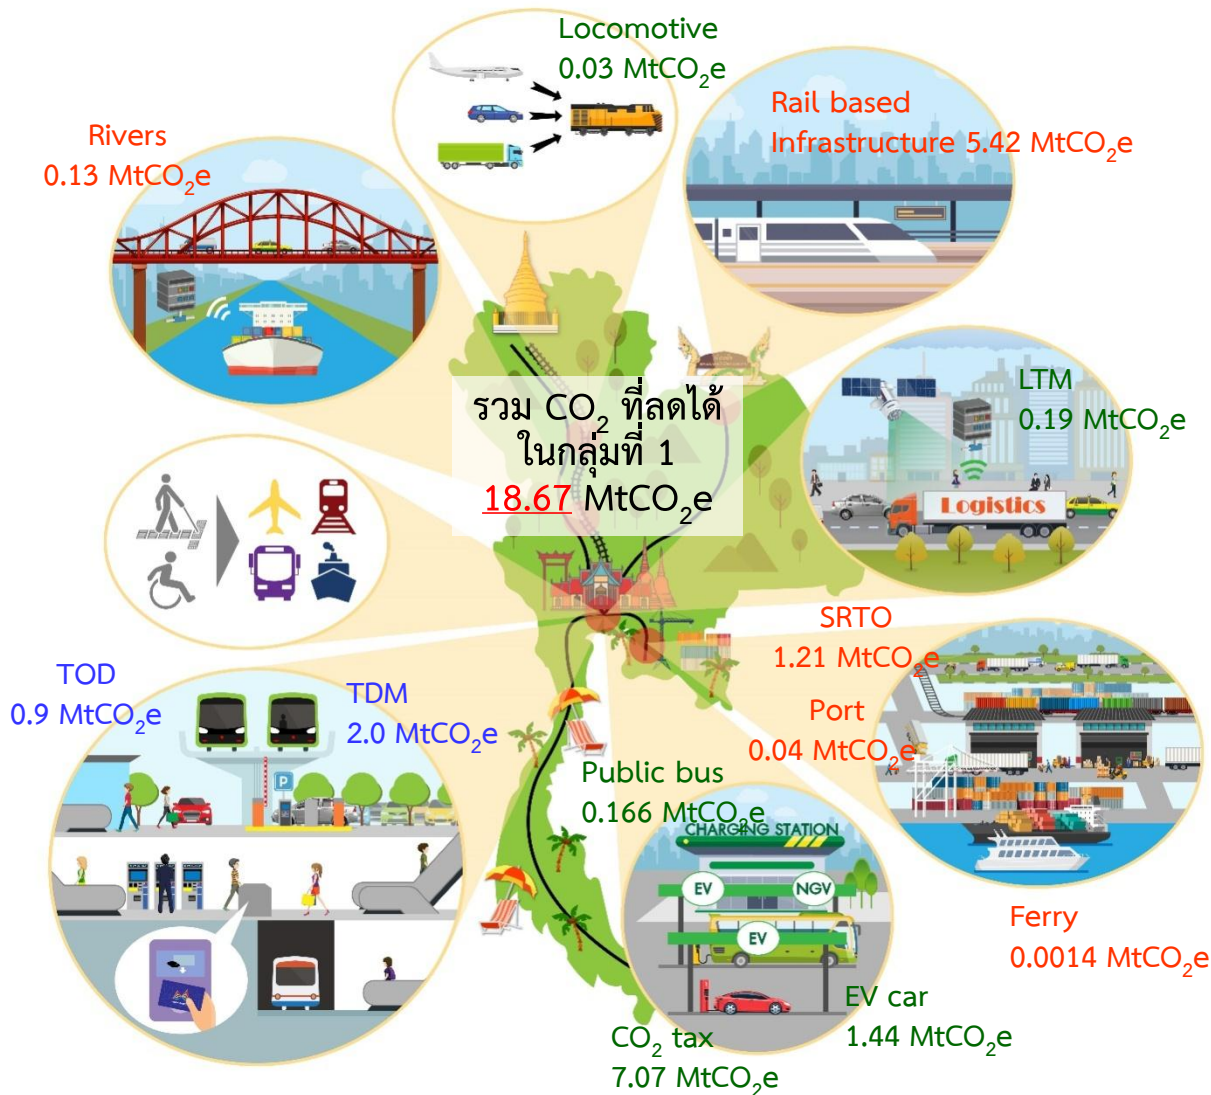 Locomotive
0.03 MtCO₂e
Rail based
Infrastructure 5.42 MtCO₂e
Rivers
0.13 MtCO₂e
รวม CO₂ ที่ลดได้
ในกลุ่มที่ 1
18.67 MtCO₂e
LTM
0.19 MtCO₂e
Logistics
SRTO
1.21 MtCO₂e
Port
0.04 MtCO₂e
TOD
0.9 MtCO₂e
TDM
2.0 MtCO₂e
P
Public bus
0.166 MtCO₂e
CHARGING STATION
EV
NGV
EV
Ferry
0.0014 MtCO₂e
EV car
1.44 MtCO₂e
CO₂ tax
7.07 MtCO₂e